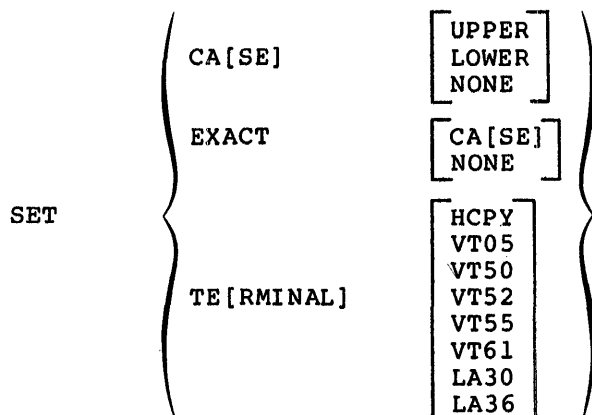 UPPER
CA[SE] LOWER
NONE
EXACT CA[SE]
NONE
SET HCPY
VT05
VT50
TE[RMINAL] VT52
VT55
VT61
LA30
LA36